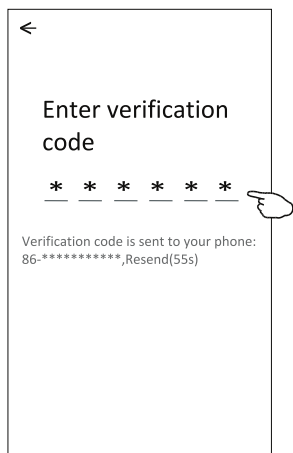 Enter verification
code
* * * * * *
Verification code is sent to your phone:
86-***********,Resend(55s)